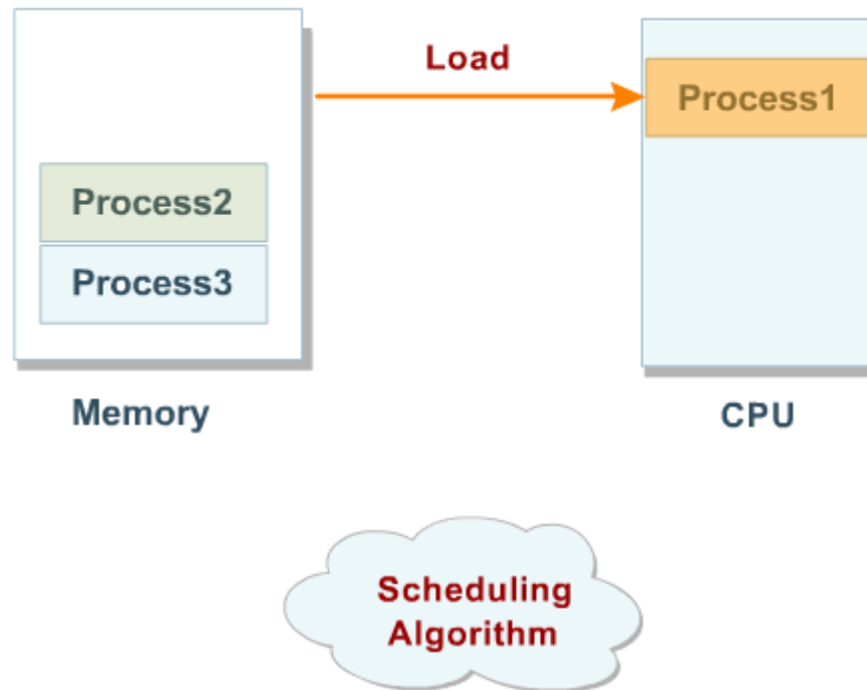 Load
Process1
Process2
Process3
Memory
CPU
Scheduling
Algorithm